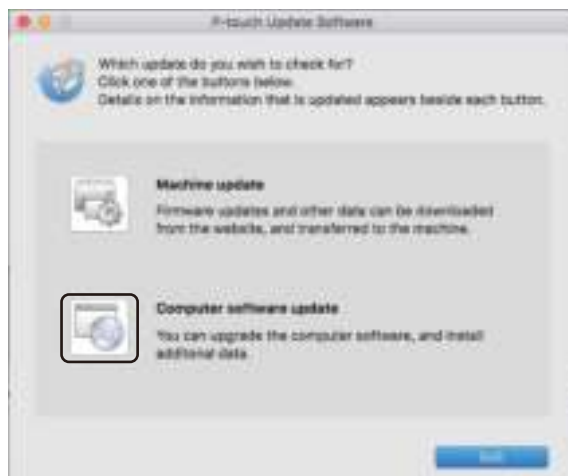 P-touch Update Software
Which update do you wish to check for?
Click one of the buttons below.
Details on the information that is updated appears beside each button.
Machine update
Firmware updates and other data can be downloaded
from the website, and transferred to the machine.
Computer software update
You can upgrade the computer software, and install
additional data.